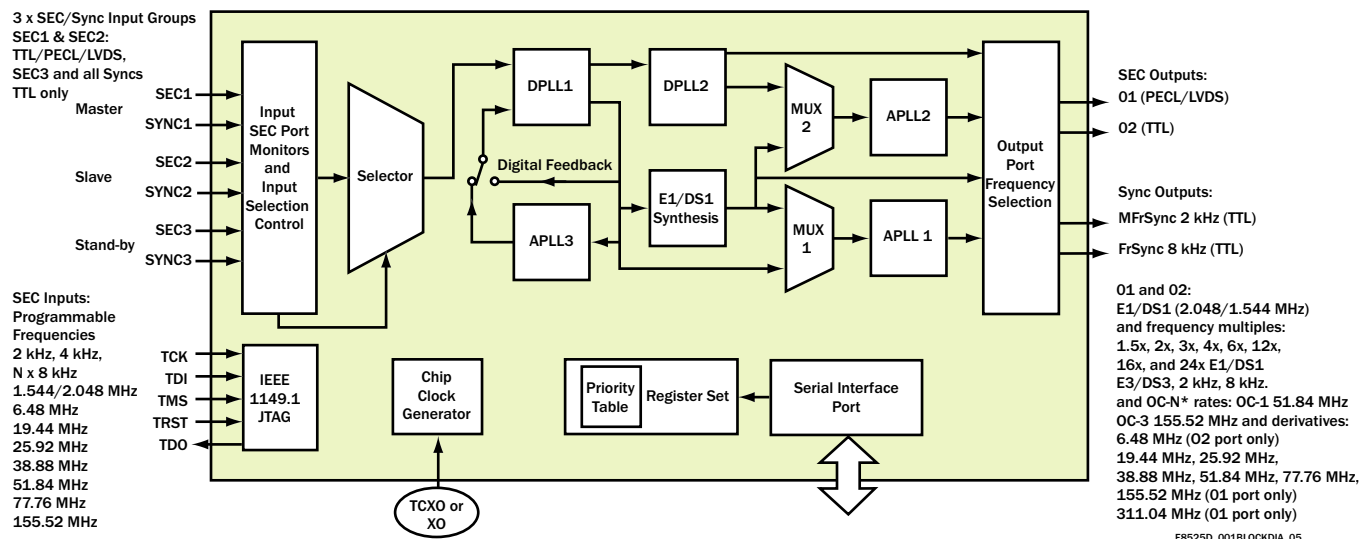 3 x SEC/Sync Input Groups
SEC1 & SEC2:
TTL/PECL/LVDS,
SEC3 and all Syncs
TTL only
Master
Slave
Stand-by
SEC1
SYNC1
SEC2
SYNC2
SEC3
SYNC3
Input
SEC Port
Monitors
and
Input
Selection
Control
Selector
DPLL1
DPLL2
Digital Feedback
APLL3
E1/DS1
Synthesis
MUX
2
MUX
1
APLL2
APLL 1
Output
Port
Frequency
Selection
SEC Outputs:
01 (PECL/LVDS)
02 (TTL)
Sync Outputs:
MFrSync 2 kHz (TTL)
FrSync 8 kHz (TTL)
SEC Inputs:
Programmable
Frequencies
2 kHz, 4 kHz,
N x 8 kHz
1.544/2.048 MHz
6.48 MHz
19.44 MHz
25.92 MHz
38.88 MHz
51.84 MHz
77.76 MHz
155.52 MHz
TCK
TDI
TMS
TRST
TDO
IEEE
1149.1
JTAG
Chip
Clock
Generator
TCXO or
XO
Priority
Table
Register Set
Serial Interface
Port
01 and 02:
E1/DS1 (2.048/1.544 MHz)
and frequency multiples:
1.5x, 2x, 3x, 4x, 6x, 12x,
16x, and 24x E1/DS1
E3/DS3, 2 kHz, 8 kHz.
and OC-N* rates: OC-1 51.84 MHz
OC-3 155.52 MHz and derivatives:
6.48 MHz (O2 port only)
19.44 MHz, 25.92 MHz,
38.88 MHz, 51.84 MHz, 77.76 MHz,
155.52 MHz (01 port only)
311.04 MHz (01 port only)
F8525D_001BLOCKDIA_05